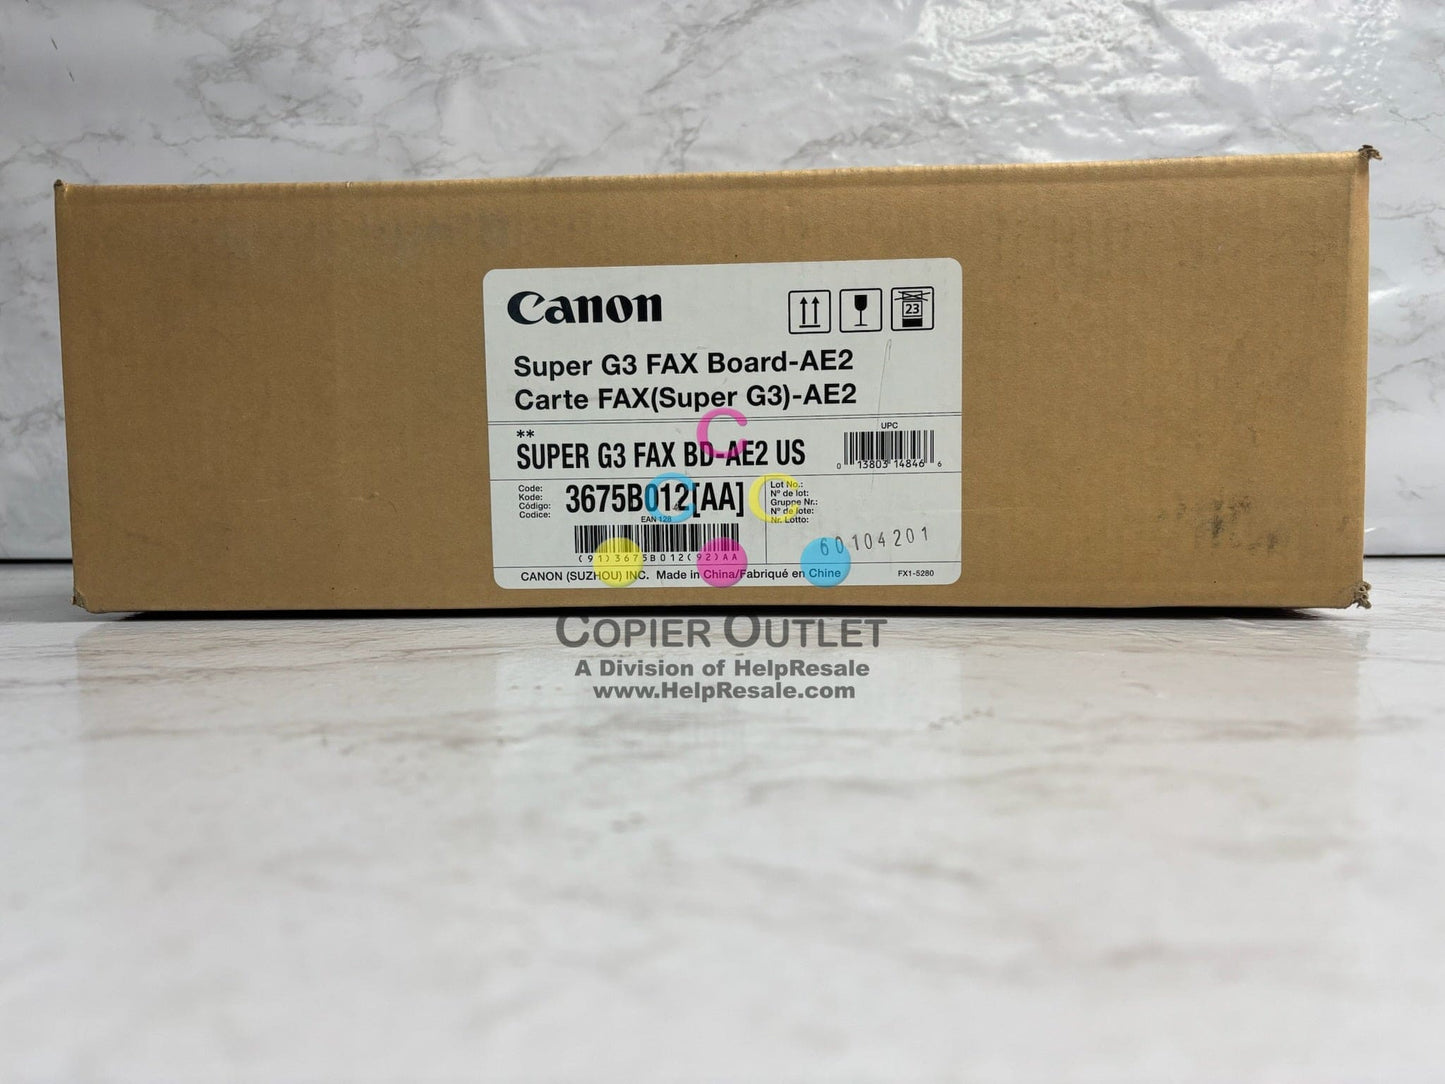 Canon
23
Super G3 FAX Board-AE2
Carte FAX(Super G3)-AE2
**
SUPER G3 FAX BD-AE2 US
UPC
0 13803 14846 6
Code:
Kode:
Código:
Codice:
3675B012[AA]
EAN 128
(91)3675B012(92)AA
Lot No.:
Nº de lot:
Gruppe Nr.:
Nº de lote:
Nr. Lotto:
60104201
CANON (SUZHOU) INC. Made in China/Fabriqué en Chine
FX1-5280
C
C C
COPIER OUTLET
A Division of HelpResale
www.HelpResale.com